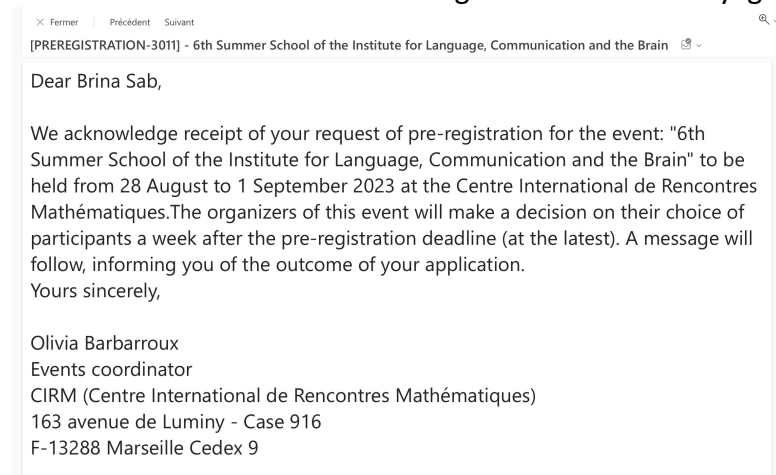 Fermer Précédent Suivant
[PREREGISTRATION-3011] - 6th Summer School of the Institute for Language, Communication and the Brain
Dear Brina Sab,
We acknowledge receipt of your request of pre-registration for the event: "6th
Summer School of the Institute for Language, Communication and the Brain" to be
held from 28 August to 1 September 2023 at the Centre International de Rencontres
Mathématiques.The organizers of this event will make a decision on their choice of
participants a week after the pre-registration deadline (at the latest). A message will
follow, informing you of the outcome of your application.
Yours sincerely,
Olivia Barbarroux
Events coordinator
CIRM (Centre International de Rencontres Mathématiques)
163 avenue de Luminy - Case 916
F-13288 Marseille Cedex 9